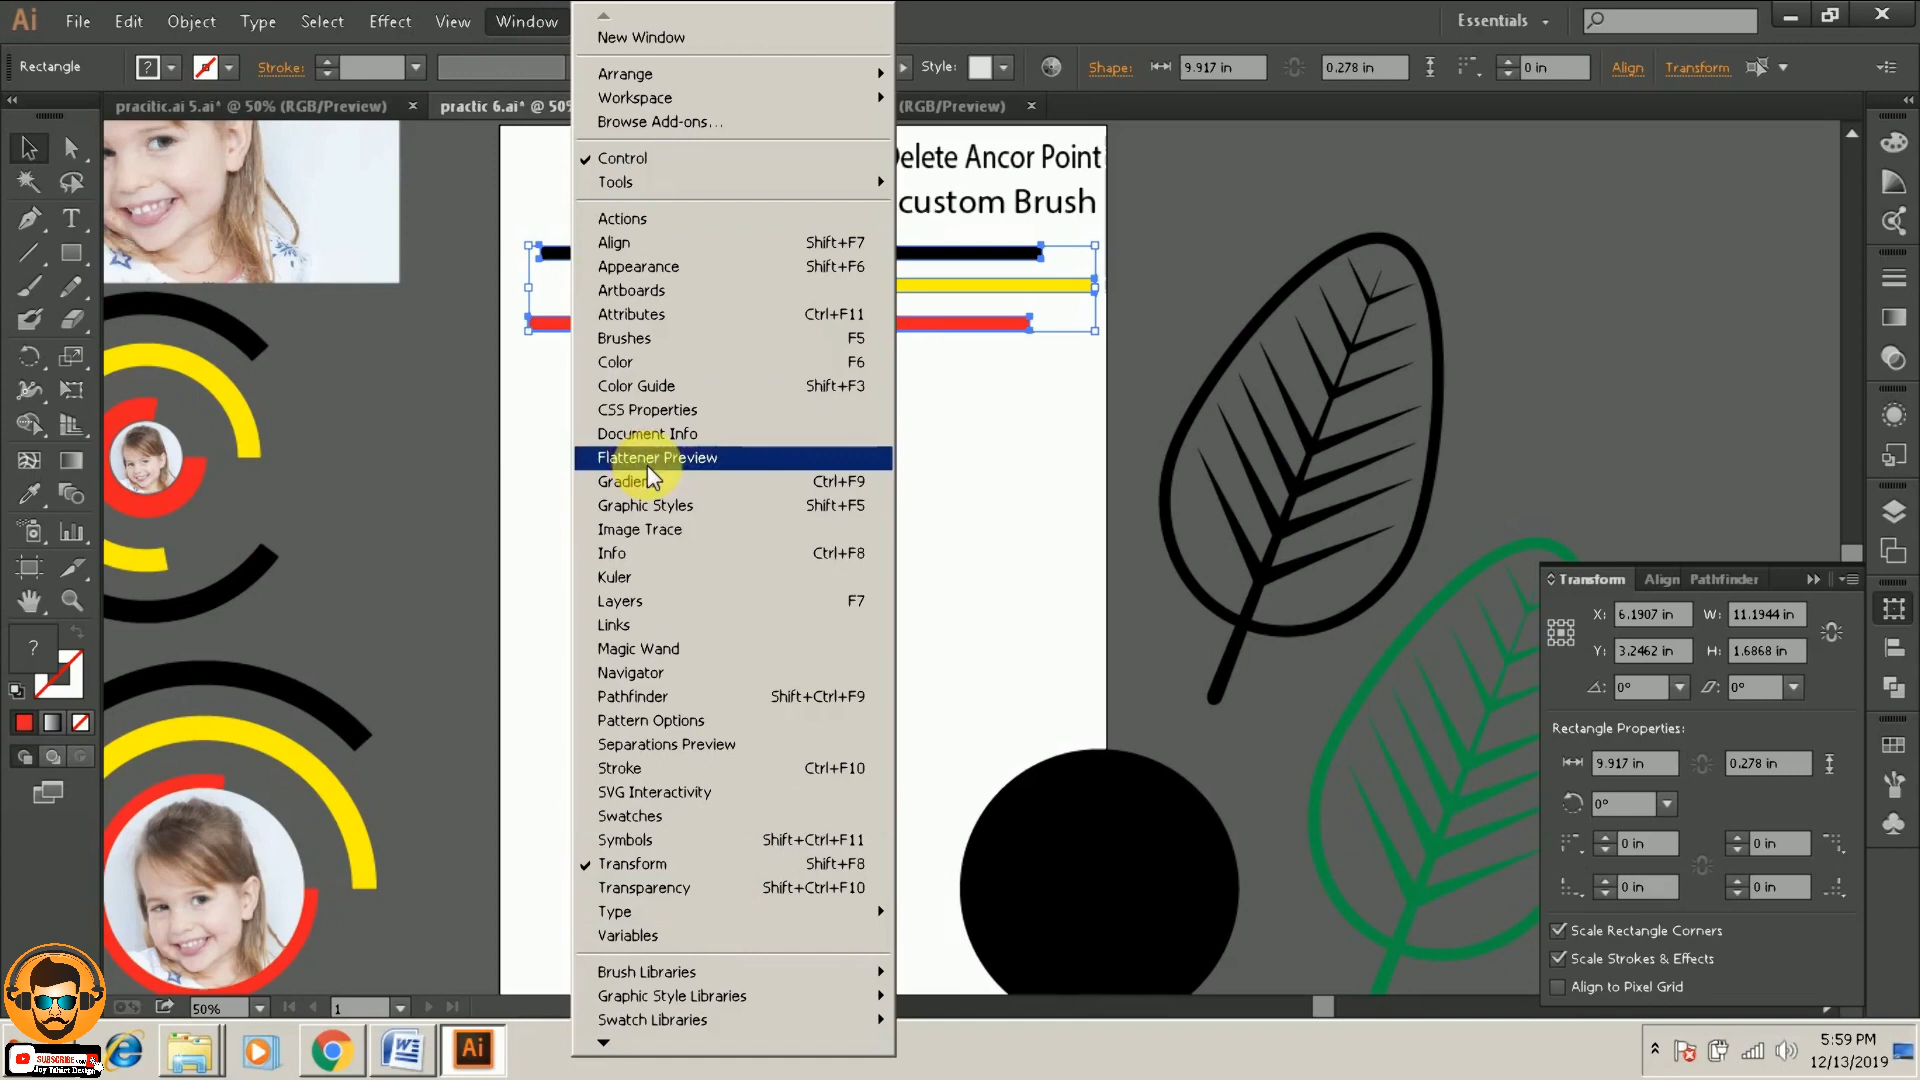 Ai File Edit Object Type Select Effect View Window Essentials
Rectangle ? Stroke: Style: Shape: 9.917 in 0.278 in 0 in Align Transform
pracitic.ai 5.ai* @ 50% (RGB/Preview) practic 6.ai* @ 50% (RGB/Preview)
New Window
Arrange
Workspace
Browse Add-ons...
Control
Tools
Actions
Align Shift+F7
Appearance Shift+F6
Artboards
Attributes Ctrl+F11
Brushes F5
Color F6
Color Guide Shift+F3
CSS Properties
Document Info
Flattener Preview
Gradient Ctrl+F9
Graphic Styles Shift+F5
Image Trace
Info Ctrl+F8
Kuler
Layers F7
Links
Magic Wand
Navigator
Pathfinder Shift+Ctrl+F9
Pattern Options
Separations Preview
Stroke Ctrl+F10
SVG Interactivity
Swatches
Symbols Shift+Ctrl+F11
Transform Shift+F8
Transparency Shift+Ctrl+F10
Type
Variables
Brush Libraries
Graphic Style Libraries
Swatch Libraries
Delete Ancor Point
custom Brush
Transform Align Pathfinder
X: 6.1907 in W: 11.1944 in
Y: 3.2462 in H: 1.6868 in
0° 0°
Rectangle Properties:
9.917 in 0.278 in
0°
0 in 0 in
0 in 0 in
Scale Rectangle Corners
Scale Strokes & Effects
Align to Pixel Grid
?
50% 1
SUBSCRIBE
Joy Tshirt Design
Ai
5:59 PM
12/13/2019